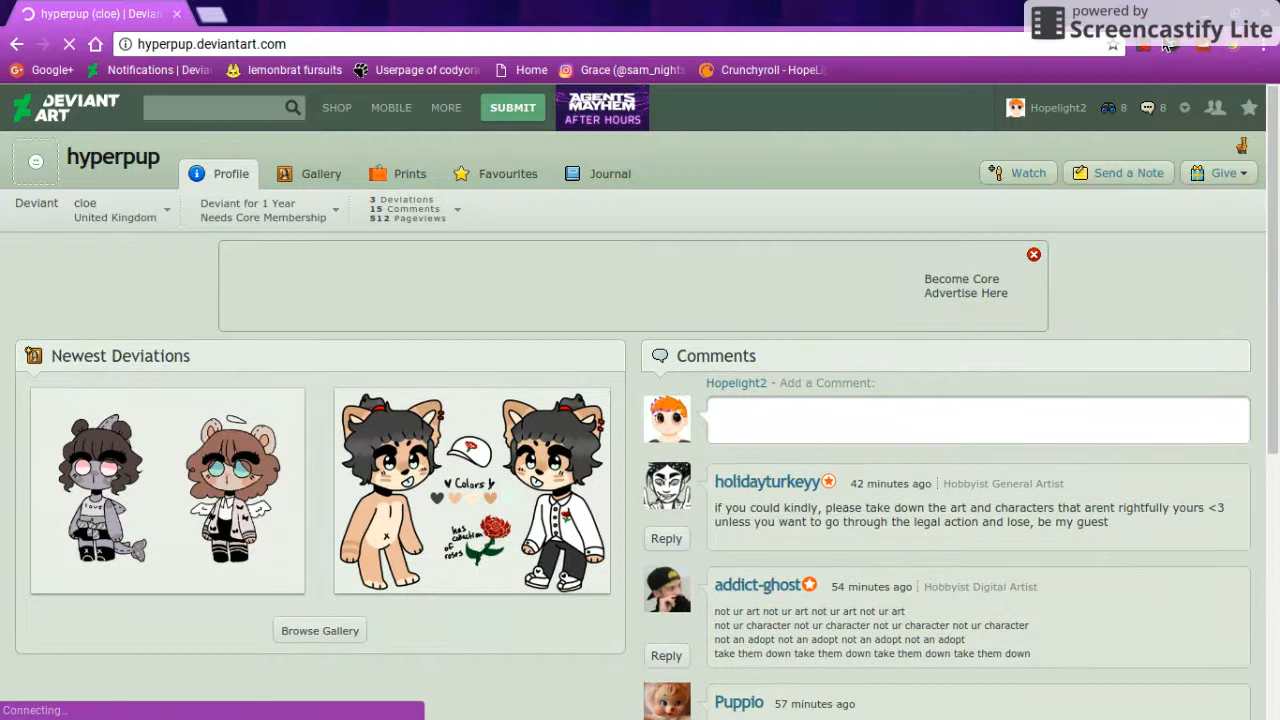 powered by
Screencastify Lite
hyperpup (cloe) | Devian
hyperpup.deviantart.com
Google+ Notifications | Devia lemonbrat fursuits Userpage of codyora Home Grace (@sam_nights Crunchyroll - HopeLi
DEVIANT ART SHOP MOBILE MORE SUBMIT AGENTS MAYHEM AFTER HOURS Hopelight2 8 8
hyperpup Profile Gallery Prints Favourites Journal Watch Send a Note Give
Deviant
cloe
United Kingdom
Deviant for 1 Year
Needs Core Membership
3 Deviations
15 Comments
512 Pageviews
Become Core
Advertise Here
Newest Deviations
love
Colors
has
of
roses
Browse Gallery
Comments
Hopelight2 - Add a Comment:
holidayturkeyy 42 minutes ago Hobbyist General Artist
if you could kindly, please take down the art and characters that arent rightfully yours <3
unless you want to go through the legal action and lose, be my guest
Reply
addict-ghost 54 minutes ago Hobbyist Digital Artist
not ur art not ur art not ur art not ur art
not ur character not ur character not ur character not ur character
not an adopt not an adopt not an adopt not an adopt
take them down take them down take them down take them down
Reply
Puppio 57 minutes ago
Connecting...